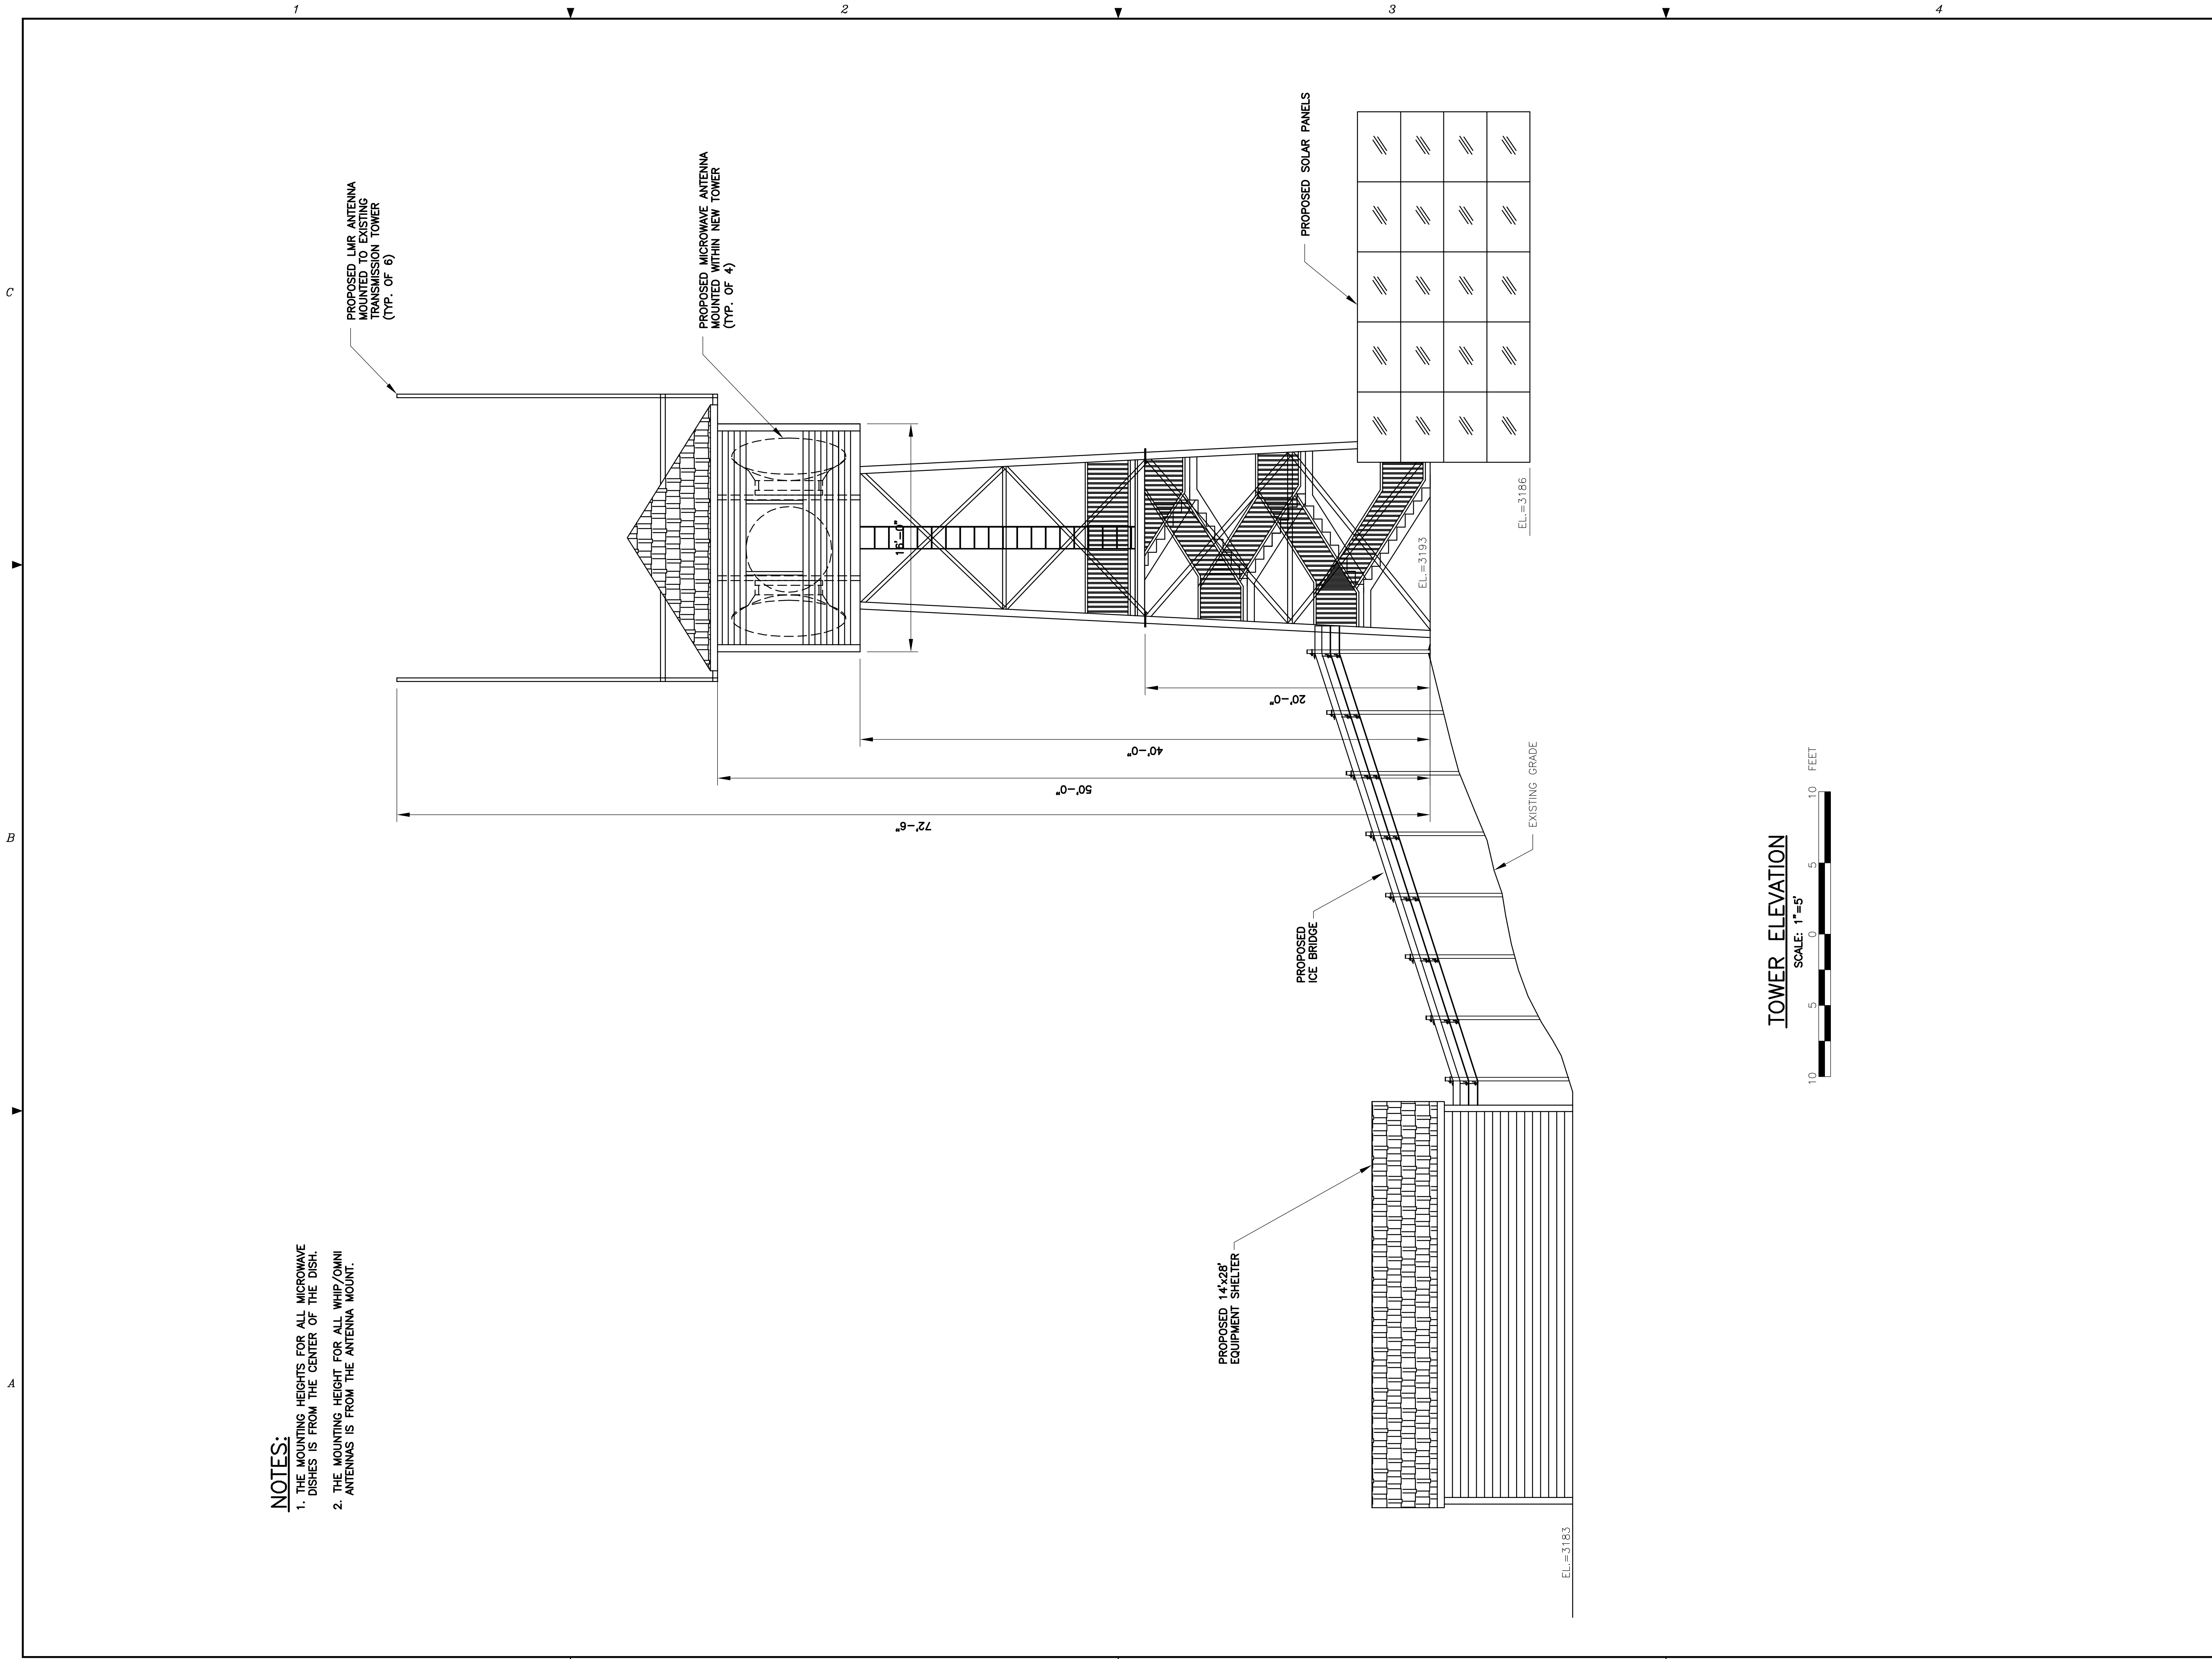 1
2
3
4
C
B
A
PROPOSED LMR ANTENNA
MOUNTED TO EXISTING
TRANSMISSION TOWER
(TYP. OF 6)
PROPOSED MICROWAVE ANTENNA
MOUNTED WITHIN NEW TOWER
(TYP. OF 4)
PROPOSED SOLAR PANELS
16'-0"
EL.=3186
EL.=3193
20'-0"
40'-0"
50'-0"
72'-6"
EXISTING GRADE
PROPOSED
ICE BRIDGE
PROPOSED 14'x28'
EQUIPMENT SHELTER
EL.=3183
NOTES:
1. THE MOUNTING HEIGHTS FOR ALL MICROWAVE
DISHES IS FROM THE CENTER OF THE DISH.
2. THE MOUNTING HEIGHT FOR ALL WHIP/OMNI
ANTENNAS IS FROM THE ANTENNA MOUNT.
TOWER ELEVATION
SCALE: 1"=5'
10 5 0 5 10 FEET